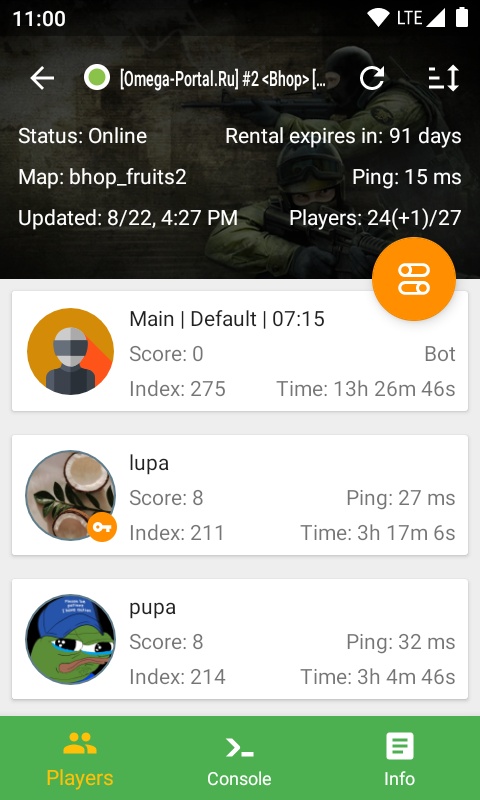 11:00
LTE
[Omega-Portal.Ru] #2 <Bhop> [...
Status: Online
Rental expires in: 91 days
Map: bhop_fruits2
Ping: 15 ms
Updated: 8/22, 4:27 PM
Players: 24(+1)/27
Main | Default | 07:15
Score: 0
Bot
Index: 275
Time: 13h 26m 46s
lupa
Score: 8
Ping: 27 ms
Index: 211
Time: 3h 17m 6s
pupa
Score: 8
Ping: 32 ms
Index: 214
Time: 3h 4m 46s
Players
Console
Info